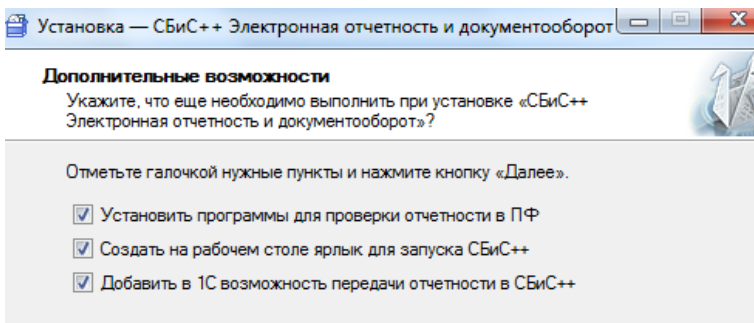 Установка — СБиС++ Электронная отчетность и документооборот
Дополнительные возможности
Укажите, что еще необходимо выполнить при установке «СБиС++
Электронная отчетность и документооборот»?
Отметьте галочкой нужные пункты и нажмите кнопку «Далее».
Установить программы для проверки отчетности в ПФ
Создать на рабочем столе ярлык для запуска СБиС++
Добавить в 1С возможность передачи отчетности в СБиС++